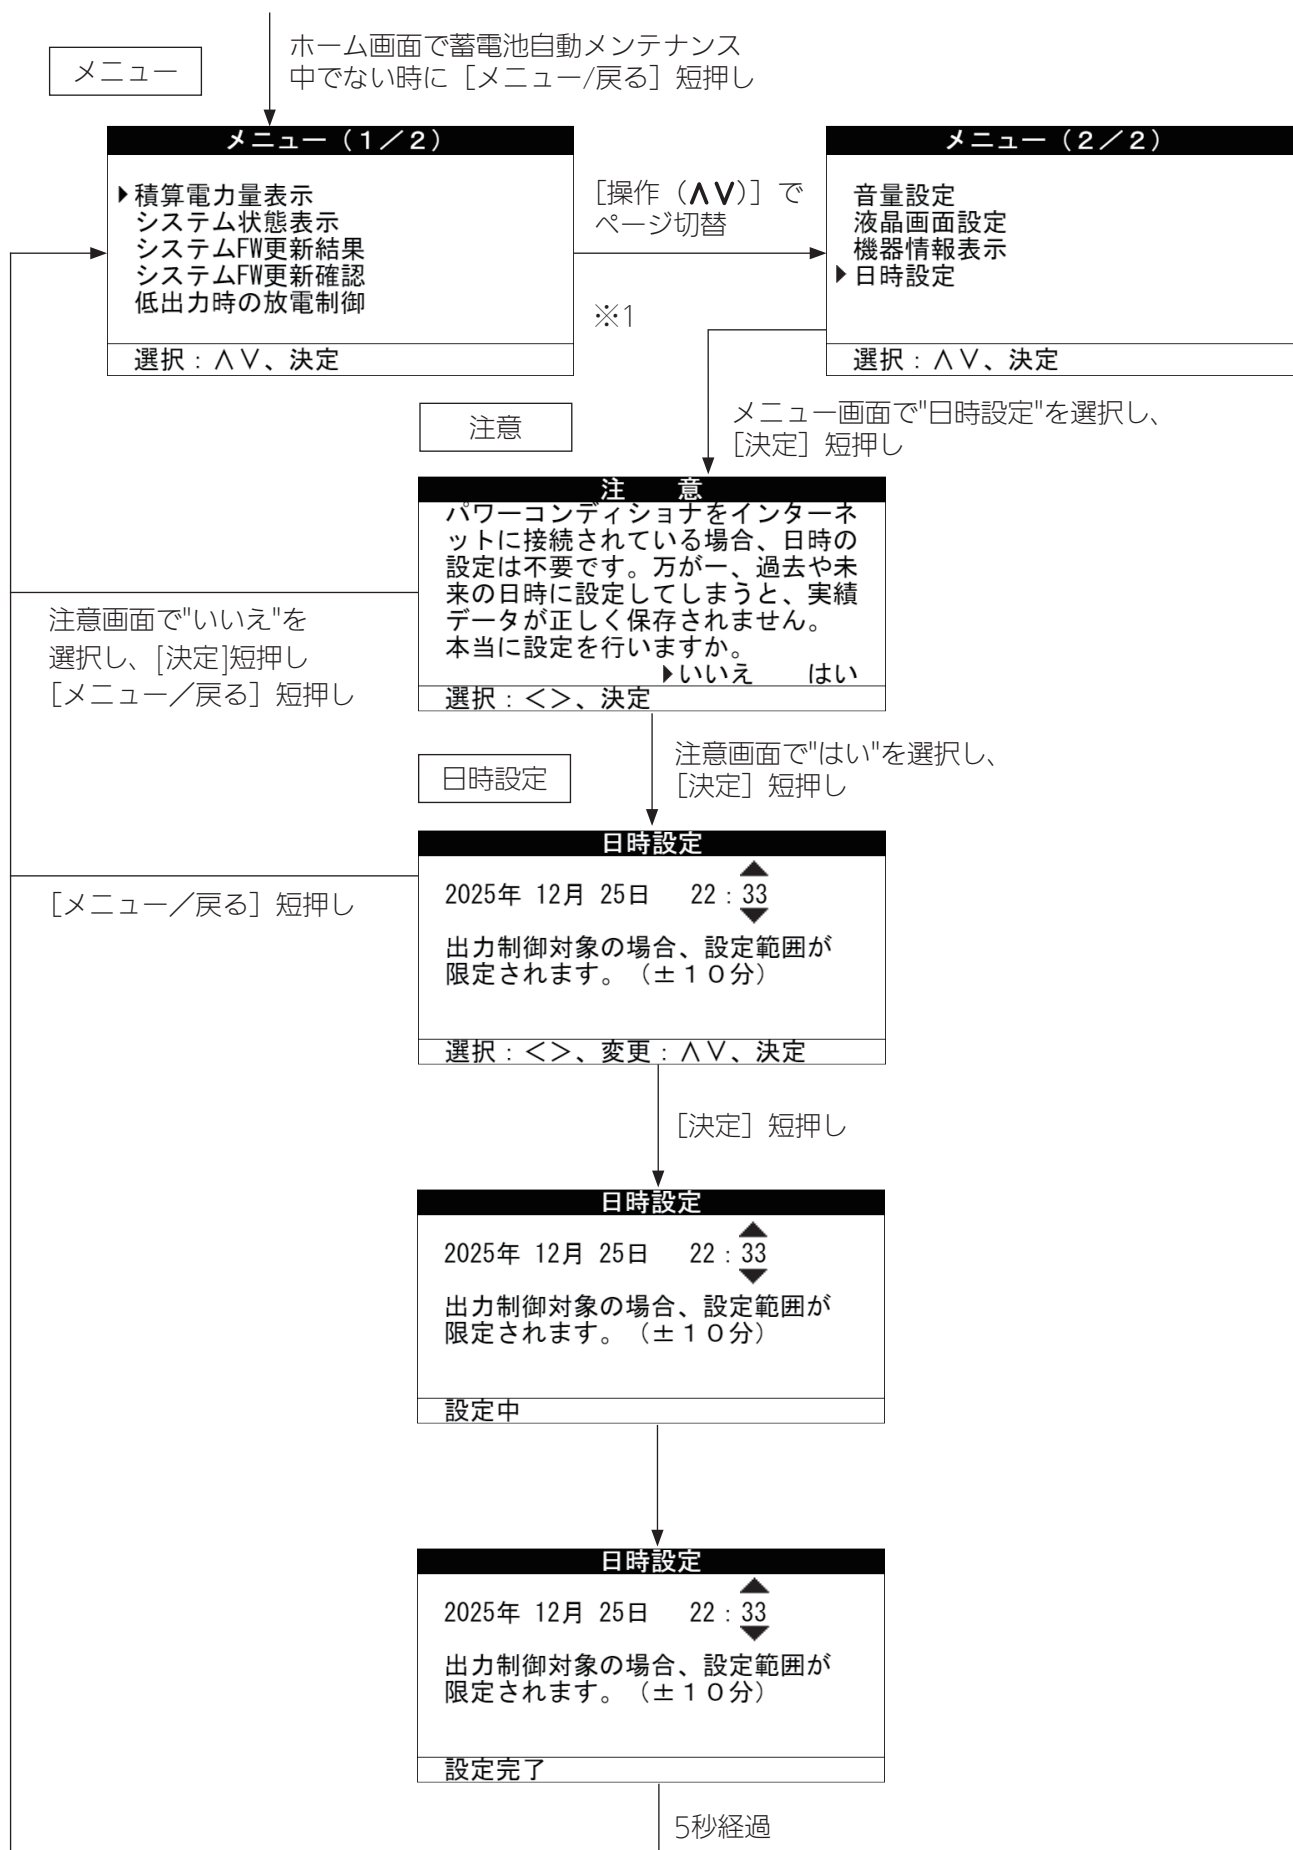 ホーム画面で蓄電池自動メンテナンス
中でない時に［メニュー/戻る］短押し
メニュー
メニュー（１／２）
▶積算電力量表示
システム状態表示
システムFW更新結果
システムFW更新確認
低出力時の放電制御
選択：∧∨、決定
［操作（∧∨）］で
ページ切替
※1
メニュー（２／２）
音量設定
液晶画面設定
機器情報表示
▶日時設定
選択：∧∨、決定
メニュー画面で"日時設定"を選択し、
［決定］短押し
注意
注　意
パワーコンディショナをインターネ
ットに接続されている場合、日時の
設定は不要です。万が一、過去や未
来の日時に設定してしまうと、実績
データが正しく保存されません。
本当に設定を行いますか。
▶いいえ　はい
選択：＜＞、決定
注意画面で"いいえ"を
選択し、[決定]短押し
［メニュー／戻る］短押し
注意画面で"はい"を選択し、
［決定］短押し
日時設定
日時設定
2025年 12月 25日　22：33
出力制御対象の場合、設定範囲が
限定されます。（±１０分）
選択：＜＞、変更：∧∨、決定
［メニュー／戻る］短押し
［決定］短押し
日時設定
2025年 12月 25日　22：33
出力制御対象の場合、設定範囲が
限定されます。（±１０分）
設定中
日時設定
2025年 12月 25日　22：33
出力制御対象の場合、設定範囲が
限定されます。（±１０分）
設定完了
5秒経過